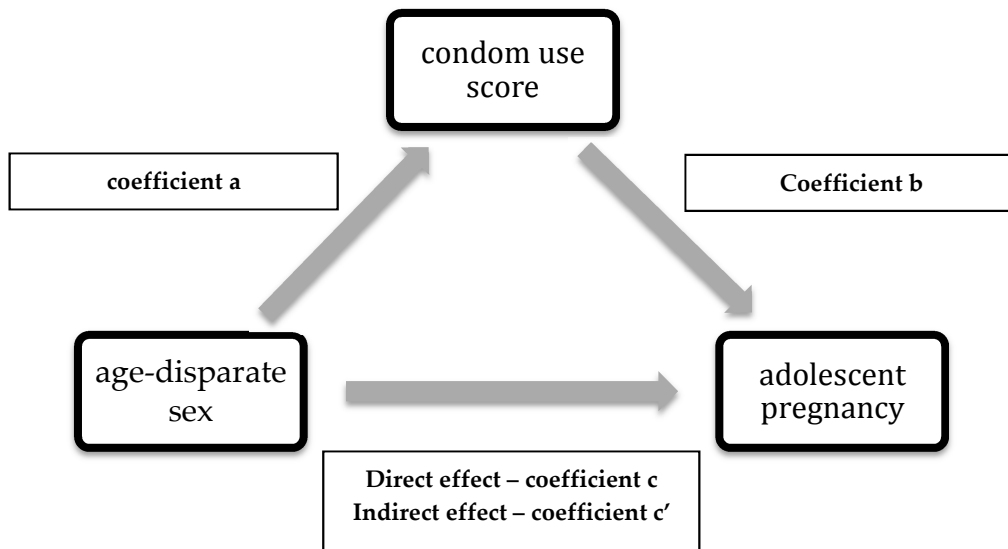 condom use
score
coefficient a
Coefficient b
age-disparate
sex
adolescent
pregnancy
Direct effect – coefficient c
Indirect effect – coefficient c’